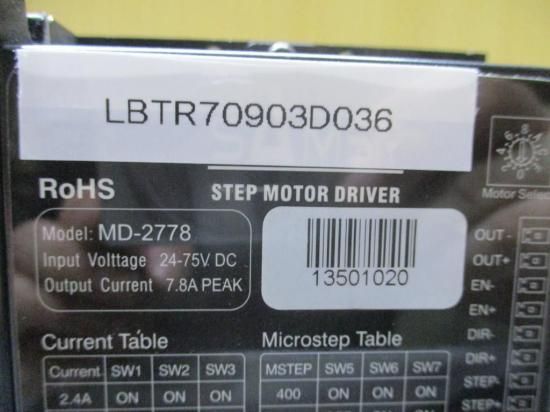 LBTR70903D036
RoHS
STEP MOTOR DRIVER
Motor Selec
Model: MD-2778
Input Volttage 24-75V DC
Output Current 7.8A PEAK
13501020
OUT-
OUT+
EN-
EN+
DIR-
DIR+
STEP-
STEP+
Current Table
Current SW1 SW2 SW3
2.4A ON ON ON
Microstep Table
MSTEP SW5 SW6 SW7
400 ON ON ON